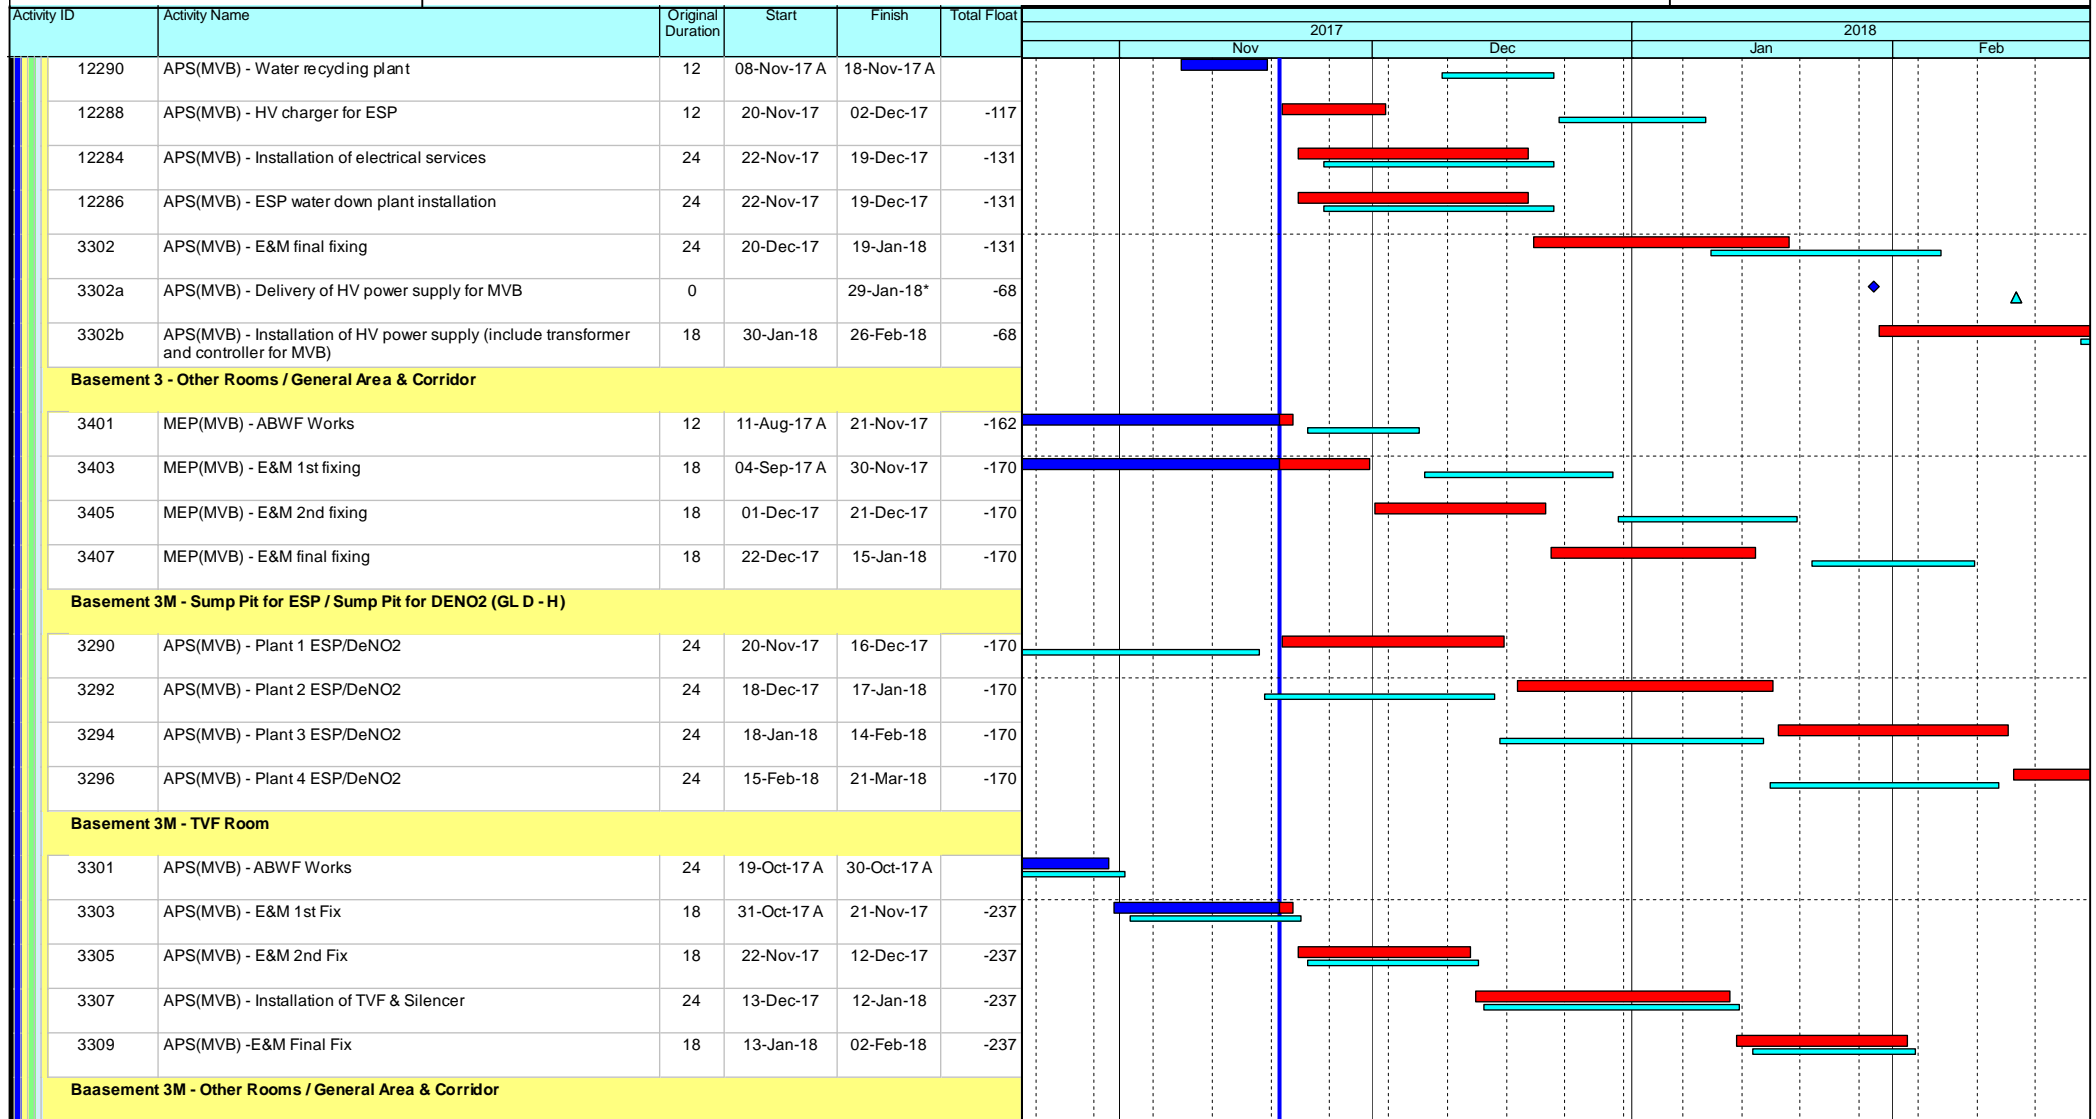 Activity ID Activity Name Original Start Finish Total Float
Duration
2017 2018
Nov Dec Jan Feb
12290 APS(MVB) - Water recycling plant 12 08-Nov-17 A 18-Nov-17 A
12288 APS(MVB) - HV charger for ESP 12 20-Nov-17 02-Dec-17 -117
12284 APS(MVB) - Installation of electrical services 24 22-Nov-17 19-Dec-17 -131
12286 APS(MVB) - ESP water down plant installation 24 22-Nov-17 19-Dec-17 -131
3302 APS(MVB) - E&M final fixing 24 20-Dec-17 19-Jan-18 -131
3302a APS(MVB) - Delivery of HV power supply for MVB 0 29-Jan-18* -68
3302b APS(MVB) - Installation of HV power supply (include transformer 18 30-Jan-18 26-Feb-18 -68
and controller for MVB)
Basement 3 - Other Rooms / General Area & Corridor
3401 MEP(MVB) - ABWF Works 12 11-Aug-17 A 21-Nov-17 -162
3403 MEP(MVB) - E&M 1st fixing 18 04-Sep-17 A 30-Nov-17 -170
3405 MEP(MVB) - E&M 2nd fixing 18 01-Dec-17 21-Dec-17 -170
3407 MEP(MVB) - E&M final fixing 18 22-Dec-17 15-Jan-18 -170
Basement 3M - Sump Pit for ESP / Sump Pit for DENO2 (GL D - H)
3290 APS(MVB) - Plant 1 ESP/DeNO2 24 20-Nov-17 16-Dec-17 -170
3292 APS(MVB) - Plant 2 ESP/DeNO2 24 18-Dec-17 17-Jan-18 -170
3294 APS(MVB) - Plant 3 ESP/DeNO2 24 18-Jan-18 14-Feb-18 -170
3296 APS(MVB) - Plant 4 ESP/DeNO2 24 15-Feb-18 21-Mar-18 -170
Basement 3M - TVF Room
3301 APS(MVB) - ABWF Works 24 19-Oct-17 A 30-Oct-17 A
3303 APS(MVB) - E&M 1st Fix 18 31-Oct-17 A 21-Nov-17 -237
3305 APS(MVB) - E&M 2nd Fix 18 22-Nov-17 12-Dec-17 -237
3307 APS(MVB) - Installation of TVF & Silencer 24 13-Dec-17 12-Jan-18 -237
3309 APS(MVB) -E&M Final Fix 18 13-Jan-18 02-Feb-18 -237
Baasement 3M - Other Rooms / General Area & Corridor